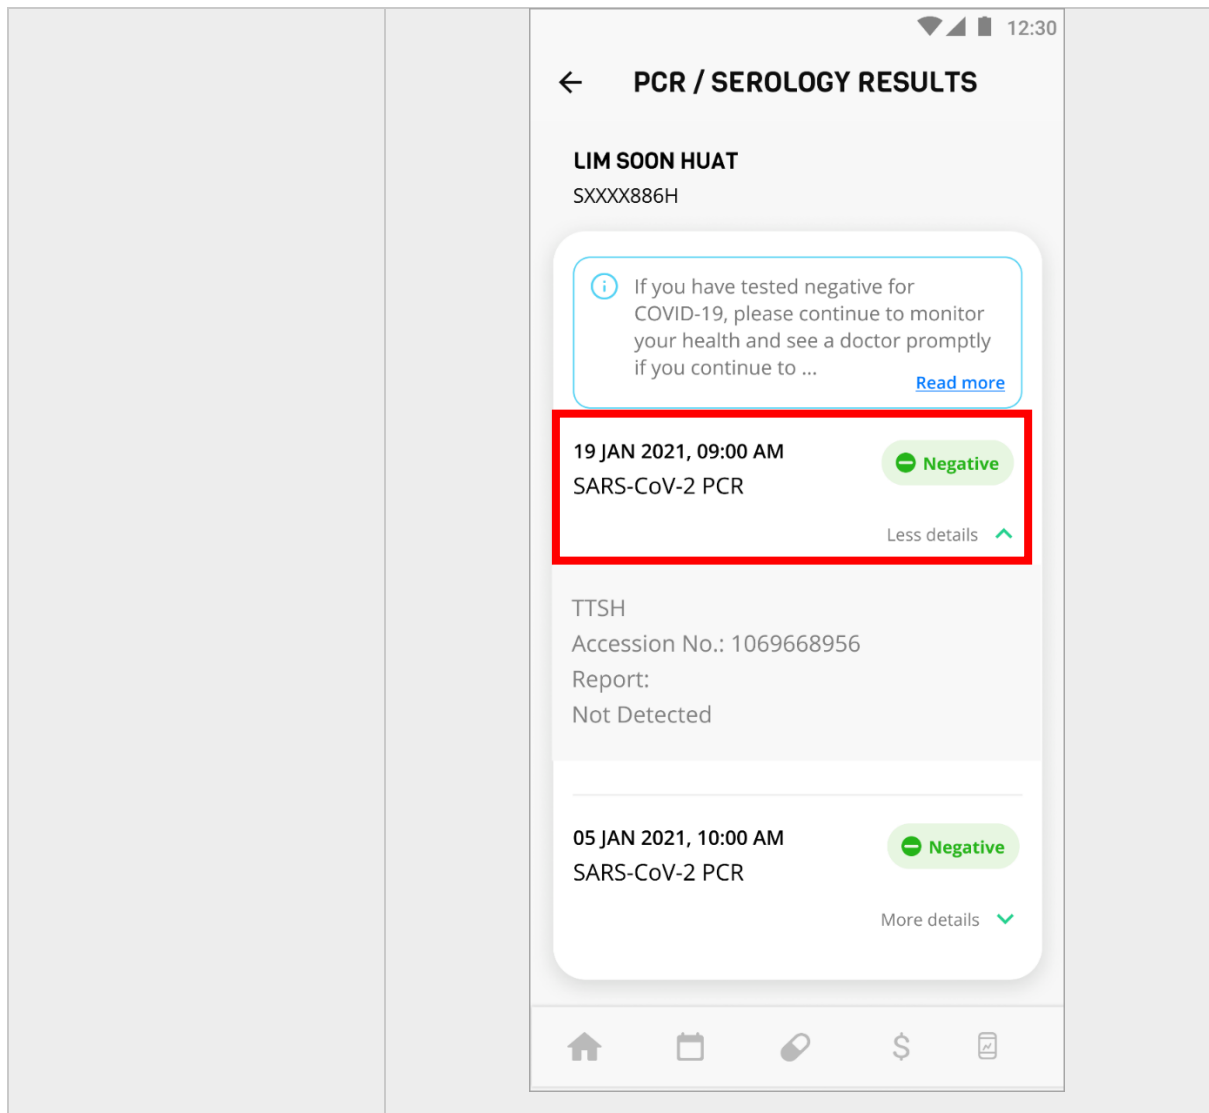 12:30
PCR / SEROLOGY RESULTS
LIM SOON HUAT
SXXXX886H
If you have tested negative for
COVID-19, please continue to monitor
your health and see a doctor promptly
if you continue to ...
Read more
19 JAN 2021, 09:00 AM
Negative
SARS-CoV-2 PCR
Less details
TTSH
Accession No.: 1069668956
Report:
Not Detected
05 JAN 2021, 10:00 AM
Negative
SARS-CoV-2 PCR
More details
$